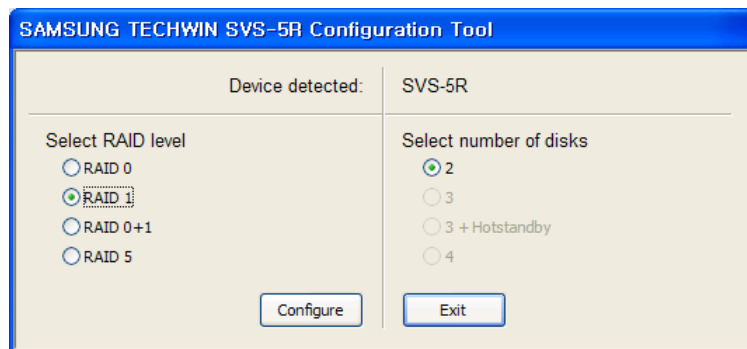 SAMSUNG TECHWIN SVS-5R Configuration Tool
Device detected: SVS-5R
Select RAID level
RAID 0
RAID 1
RAID 0+1
RAID 5
Select number of disks
2
3
3 + Hotstandby
4
Configure
Exit